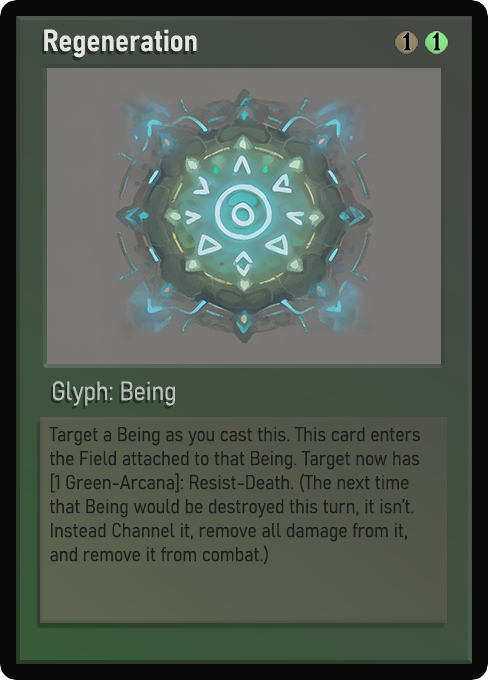 Regeneration 1 1
Glyph: Being
Target a Being as you cast this. This card enters
the Field attached to that Being. Target now has
[1 Green-Arcana]: Resist-Death. (The next time
that Being would be destroyed this turn, it isn't.
Instead Channel it, remove all damage from it,
and remove it from combat.)